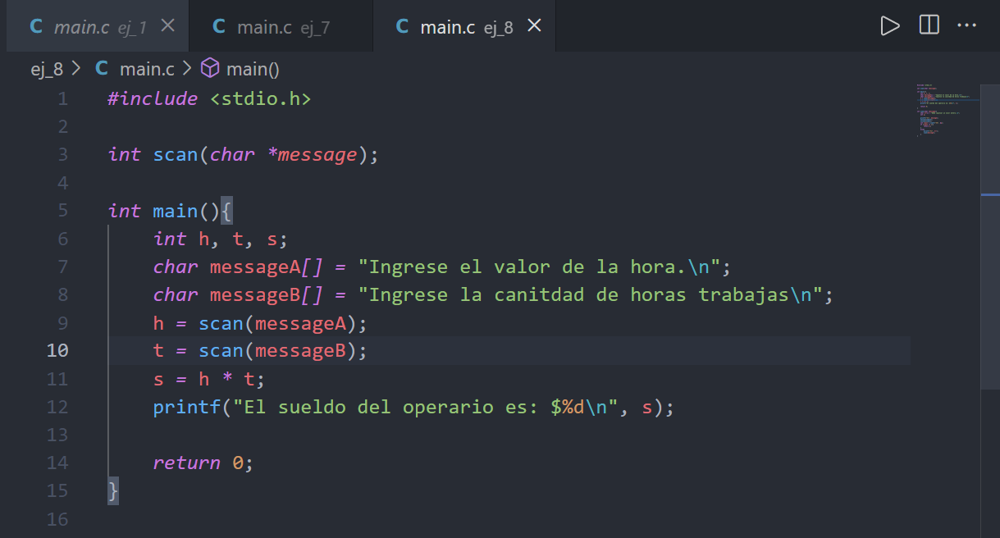 C main.c ej_1 × C main.c ej_7 C main.c ej_8 ×
ej_8 > C main.c > main()
1 #include <stdio.h>
2
3 int scan(char *message);
4
5 int main(){
6 int h, t, s;
7 char messageA[] = "Ingrese el valor de la hora.\n";
8 char messageB[] = "Ingrese la canitdad de horas trabajas\n";
9 h = scan(messageA);
10 t = scan(messageB);
11 s = h * t;
12 printf("El sueldo del operario es: $%d\n", s);
13
14 return 0;
15 }
16